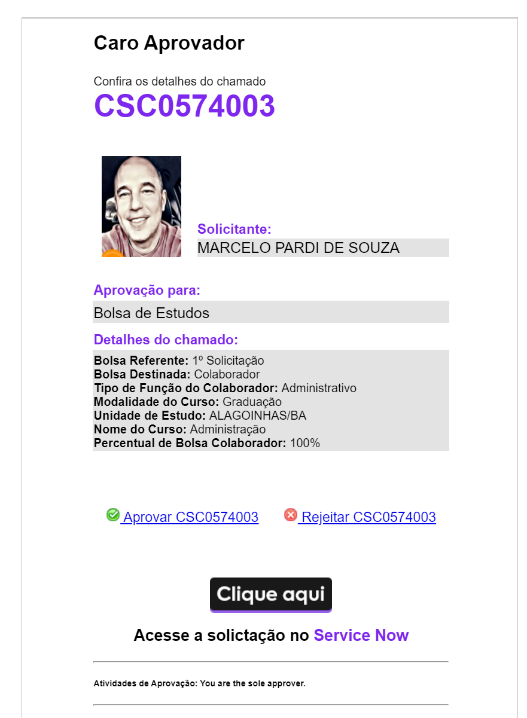 Caro Aprovador
Confira os detalhes do chamado
CSC0574003
Solicitante:
MARCELO PARDI DE SOUZA
Aprovação para:
Bolsa de Estudos
Detalhes do chamado:
Bolsa Referente: 1º Solicitação
Bolsa Destinada: Colaborador
Tipo de Função do Colaborador: Administrativo
Modalidade do Curso: Graduação
Unidade de Estudo: ALAGOINHAS/BA
Nome do Curso: Administração
Percentual de Bolsa Colaborador: 100%
Aprovar CSC0574003 Rejeitar CSC0574003
Clique aqui
Acesse a solictação no Service Now
Atividades de Aprovação: You are the sole approver.